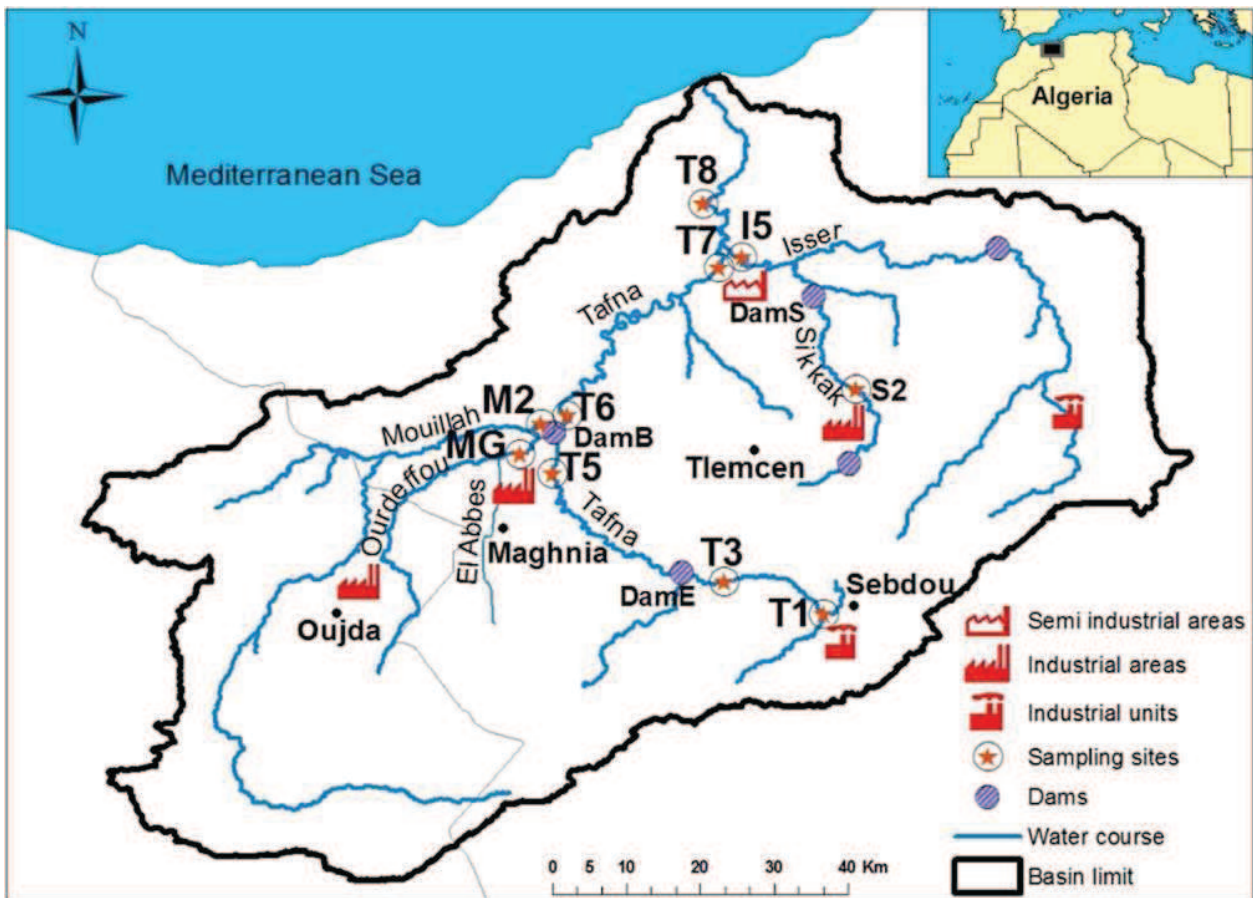 N
Algeria
Mediterranean Sea
T8
T7
I5
Isser
Tafna
DamS
Sikkak
S2
M2
T6
Mouillah
DamB
MG
T5
Tlemcen
Ourdeffou
El Abbes
Tafna
Maghnia
T3
DamE
Sebdou
T1
Oujda
Semi industrial areas
Industrial areas
Industrial units
Sampling sites
Dams
Water course
Basin limit
0 5 10 20 30 40 Km